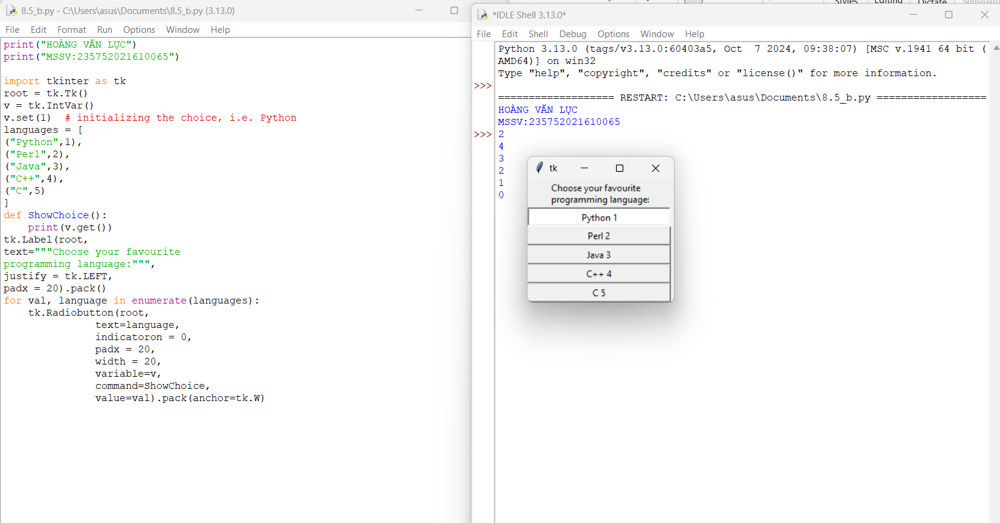 8.5_b.py - C:\Users\asus\Documents\8.5_b.py (3.13.0)
File Edit Format Run Options Window Help
print("HOÀNG VĂN LỰC")
print("MSSV:235752021610065")
import tkinter as tk
root = tk.Tk()
v = tk.IntVar()
v.set(1)  # initializing the choice, i.e. Python
languages = [
("Python",1),
("Perl",2),
("Java",3),
("C++",4),
("C",5)
]
def ShowChoice():
    print(v.get())
tk.Label(root,
text="""Choose your favourite
programming language:""",
justify = tk.LEFT,
padx = 20).pack()
for val, language in enumerate(languages):
    tk.Radiobutton(root,
               text=language,
               indicatoron = 0,
               padx = 20,
               width = 20,
               variable=v,
               command=ShowChoice,
               value=val).pack(anchor=tk.W)
Styles Editing Dictate Sensitivity
*IDLE Shell 3.13.0*
File Edit Shell Debug Options Window Help
Python 3.13.0 (tags/v3.13.0:60403a5, Oct  7 2024, 09:38:07) [MSC v.1941 64 bit (
AMD64)] on win32
Type "help", "copyright", "credits" or "license()" for more information.
>>>
=================== RESTART: C:\Users\asus\Documents\8.5_b.py ==================
HOÀNG VĂN LỰC
MSSV:235752021610065
>>> 2
4
3
2
1
0
tk
Choose your favourite
programming language:
Python 1
Perl 2
Java 3
C++ 4
C 5